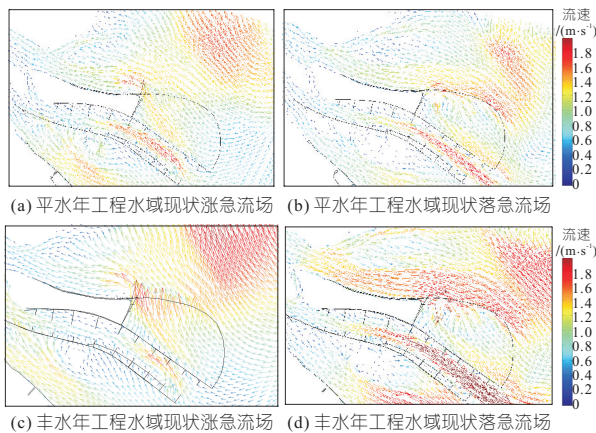 流速
/(m·s⁻¹)
1.8
1.6
1.4
1.2
1.0
0.8
0.6
0.4
0.2
0
(a) 平水年工程水域现状涨急流场
(b) 平水年工程水域现状落急流场
流速
/(m·s⁻¹)
1.8
1.6
1.4
1.2
1.0
0.8
0.6
0.4
0.2
0
(c) 丰水年工程水域现状涨急流场
(d) 丰水年工程水域现状落急流场